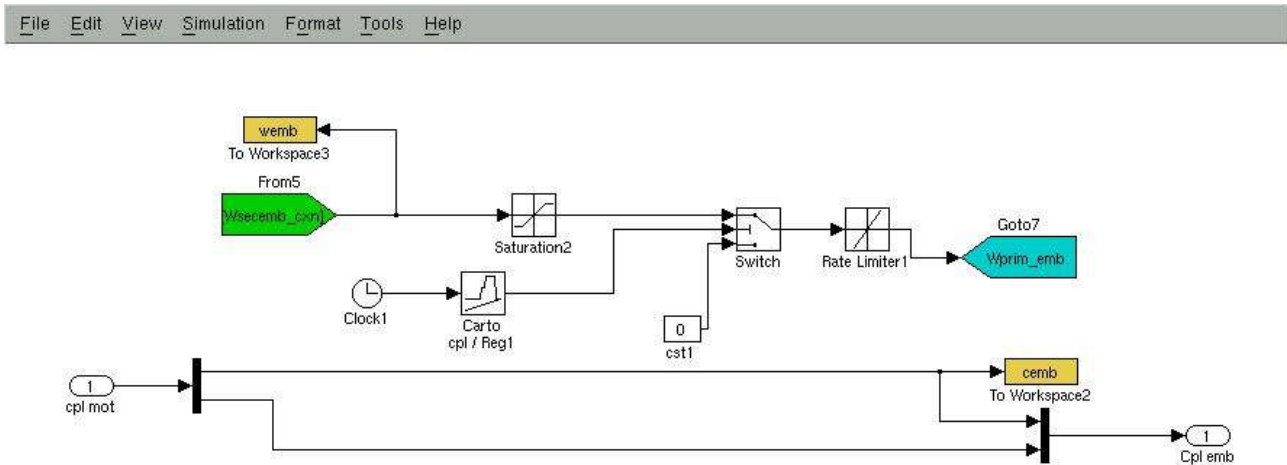 File Edit View Simulation Format Tools Help
wemb
To Workspace3
From5
[Wsecemb_cxn]
Saturation2
Switch
Rate Limiter1
Goto7
Wprim_emb
Clock1
Carto
cpl / Reg1
0
cst1
1
cpl mot
cemb
To Workspace2
1
Cpl emb